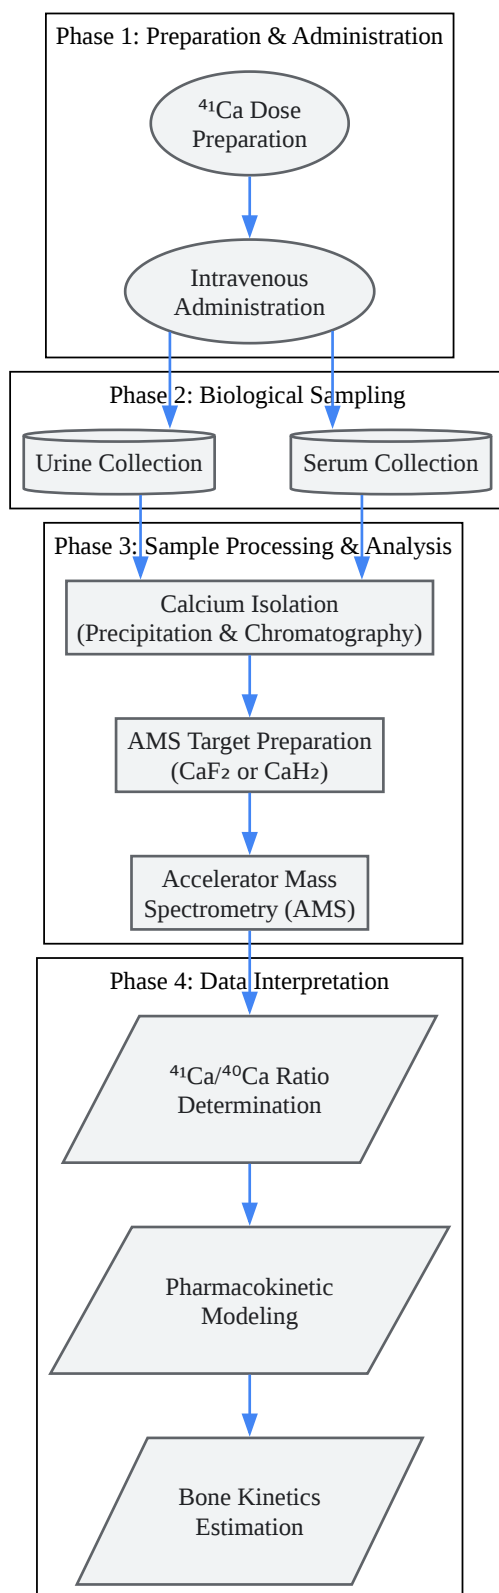 Phase 1: Preparation & Administration
⁴¹Ca Dose
Preparation
Intravenous
Administration
Phase 2: Biological Sampling
Urine Collection
Serum Collection
Phase 3: Sample Processing & Analysis
Calcium Isolation
(Precipitation & Chromatography)
AMS Target Preparation
(CaF₂ or CaH₂)
Accelerator Mass
Spectrometry (AMS)
Phase 4: Data Interpretation
⁴¹Ca/⁴⁰Ca Ratio
Determination
Pharmacokinetic
Modeling
Bone Kinetics
Estimation